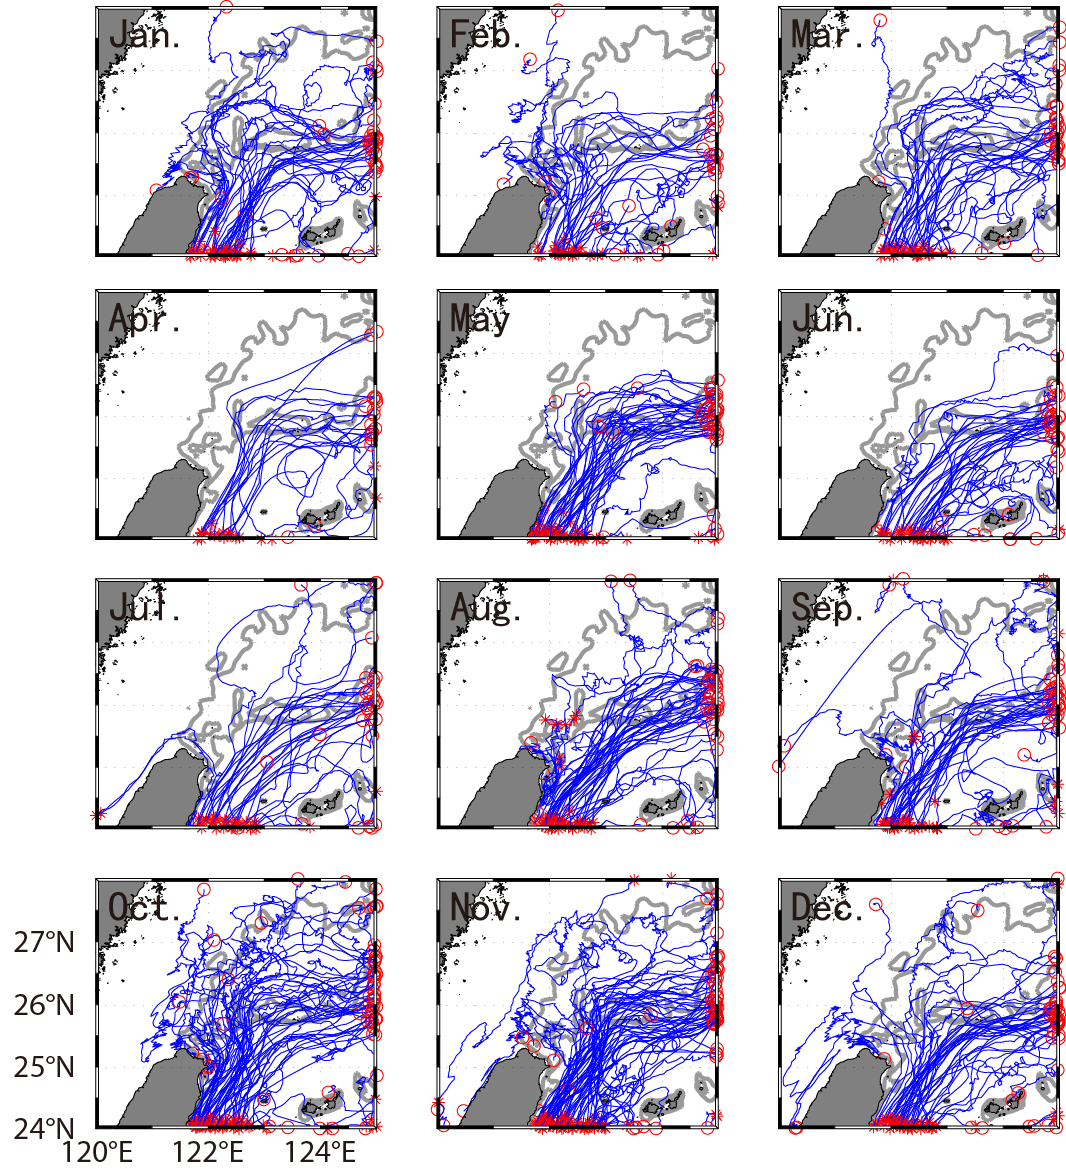 Jan.
Feb.
Mar.
Apr.
May
Jun.
Jul.
Aug.
Sep.
Oct.
Nov.
Dec.
27°N
26°N
25°N
24°N
120°E 122°E 124°E